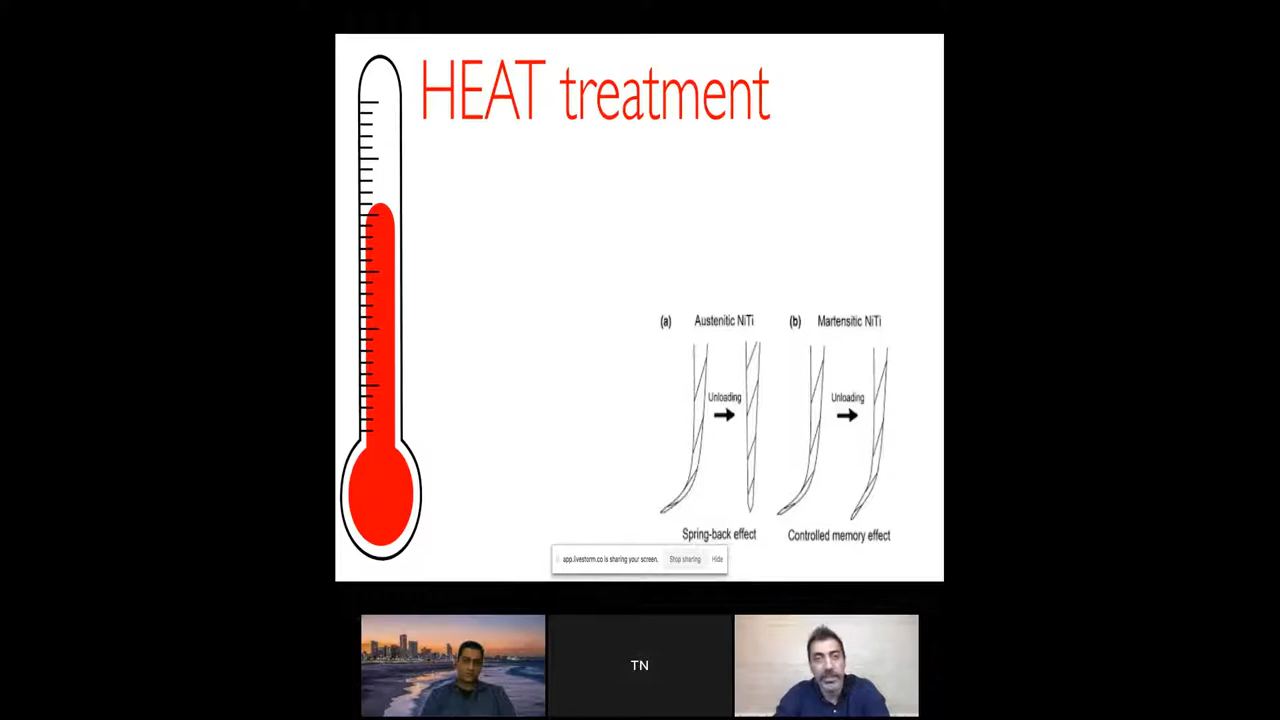 HEAT treatment
(a) Austenitic NiTi (b) Martensitic NiTi
Unloading Unloading
Spring-back effect Controlled memory effect
app.livestorm.co is sharing your screen. Stop sharing Hide
TN